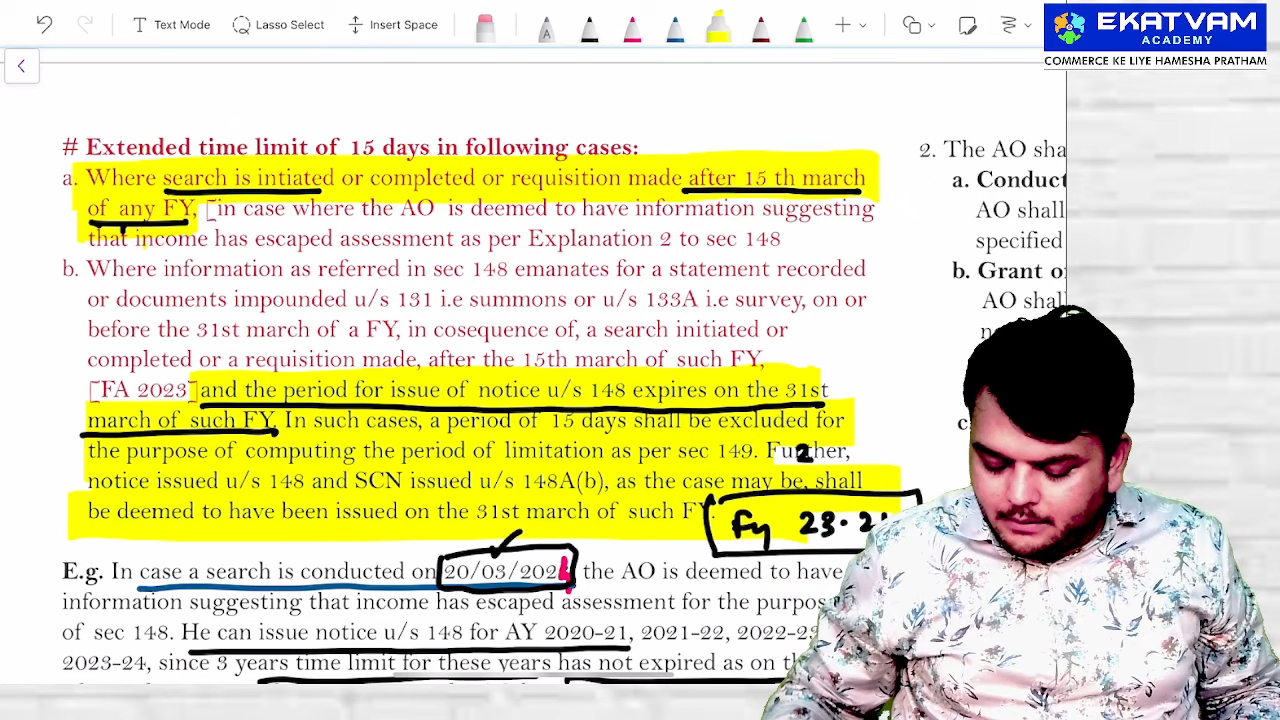 Text Mode
Lasso Select
Insert Space
EKATVAM
ACADEMY
COMMERCE KE LIYE HAMESHA PRATHAM
# Extended time limit of 15 days in following cases:
a. Where search is intiated or completed or requisition made after 15 th march
of any FY, [in case where the AO is deemed to have information suggesting
that income has escaped assessment as per Explanation 2 to sec 148
b. Where information as referred in sec 148 emanates for a statement recorded
or documents impounded u/s 131 i.e summons or u/s 133A i.e survey, on or
before the 31st march of a FY, in cosequence of, a search initiated or
completed or a requisition made, after the 15th march of such FY,
[FA 2023] and the period for issue of notice u/s 148 expires on the 31st
march of such FY. In such cases, a period of 15 days shall be excluded for
the purpose of computing the period of limitation as per sec 149. Further,
2
notice issued u/s 148 and SCN issued u/s 148A(b), as the case may be, shall
be deemed to have been issued on the 31st march of such FY.
Fy 23.2
E.g. In case a search is conducted on 20/03/202 the AO is deemed to have
information suggesting that income has escaped assessment for the purpos
of sec 148. He can issue notice u/s 148 for AY 2020-21, 2021-22, 2022-23
2023-24, since 3 years time limit for these years has not expired as on
2. The AO sha
a. Conduct
AO shall
specified
b. Grant o
AO shal
n
c